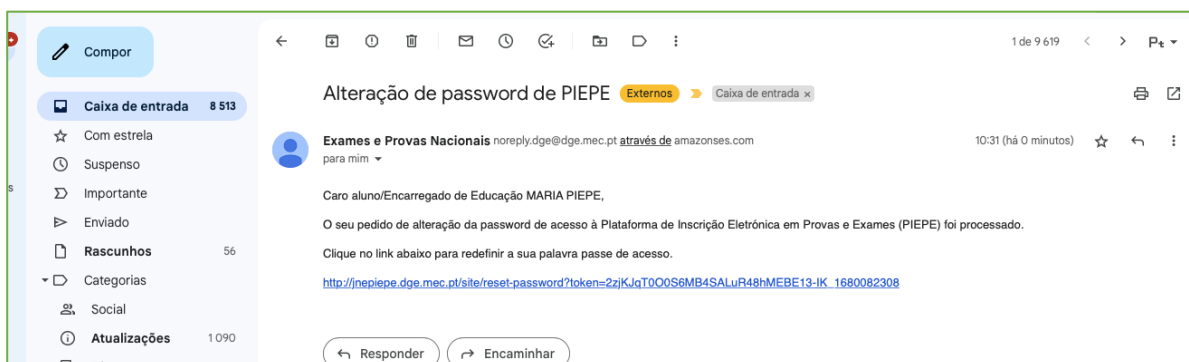 Compor
1 de 9 619
Pt
Alteração de password de PIEPE Externos Caixa de entrada ×
Caixa de entrada 8 513
Com estrela
Suspenso
Importante
Enviado
Rascunhos 56
Categorias
Social
Atualizações 1 090
Exames e Provas Nacionais noreply.dge@dge.mec.pt através de amazonses.com 10:31 (há 0 minutos)
para mim
Caro aluno/Encarregado de Educação MARIA PIEPE,
O seu pedido de alteração da password de acesso à Plataforma de Inscrição Eletrónica em Provas e Exames (PIEPE) foi processado.
Clique no link abaixo para redefinir a sua palavra passe de acesso.
http://jnepiepe.dge.mec.pt/site/reset-password?token=2zjKJqT0O0S6MB4SALuR48hMEBE13-IK_1680082308
Responder
Encaminhar